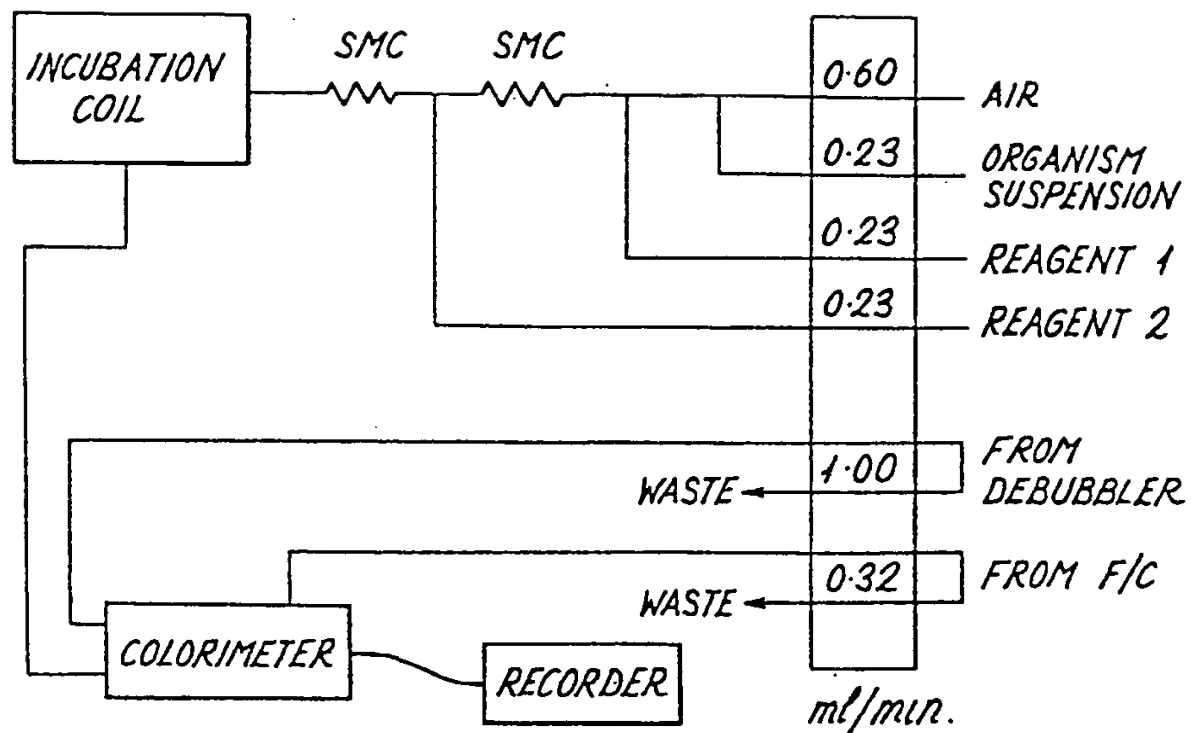 INCUBATION
COIL
SMC
SMC
0·60
AIR
0·23
ORGANISM
SUSPENSION
0·23
REAGENT 1
0·23
REAGENT 2
FROM
DEBUBBLER
1·00
WASTE
FROM F/C
0·32
WASTE
COLORIMETER
RECORDER
ml/min.